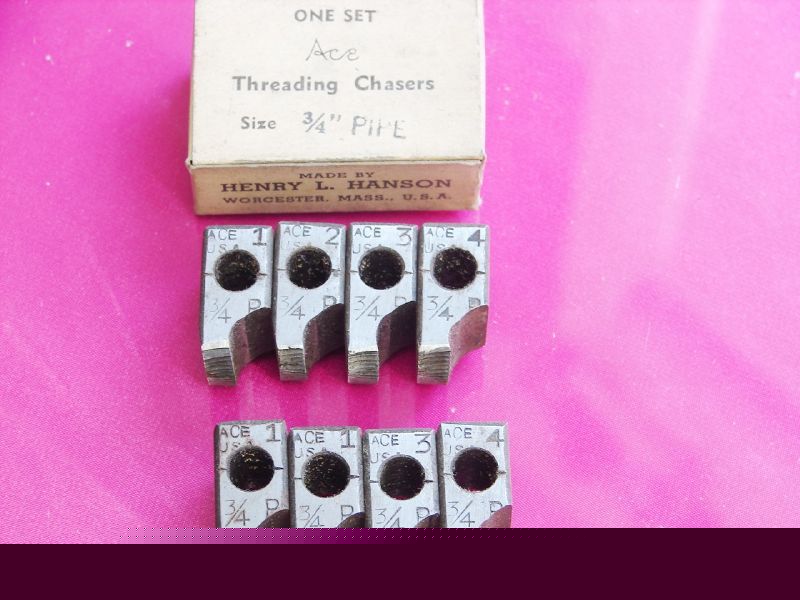 ONE SET
Ace
Threading Chasers
Size 3/4" PIPE
MADE BY
HENRY L. HANSON
WORCESTER, MASS., U.S.A.
ACE 1
USA
3/4 P
ACE 2
USA
3/4 P
ACE 3
USA
3/4 P
ACE 4
USA
3/4 P
ACE 1
USA
3/4 P
ACE 1
USA
3/4 P
ACE 3
USA
3/4 P
ACE 4
USA
3/4 P